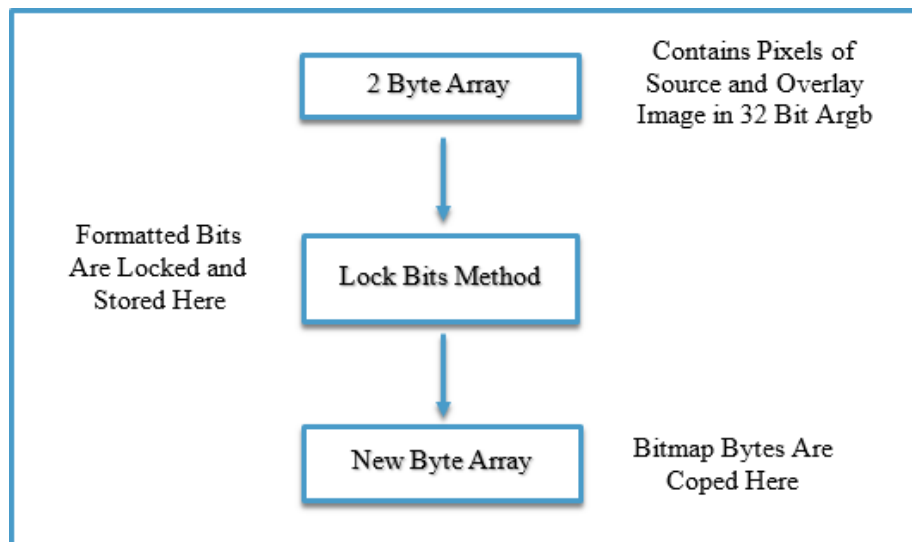 2 Byte Array
Contains Pixels of
Source and Overlay
Image in 32 Bit Argb
Formatted Bits
Are Locked and
Stored Here
Lock Bits Method
New Byte Array
Bitmap Bytes Are
Coped Here